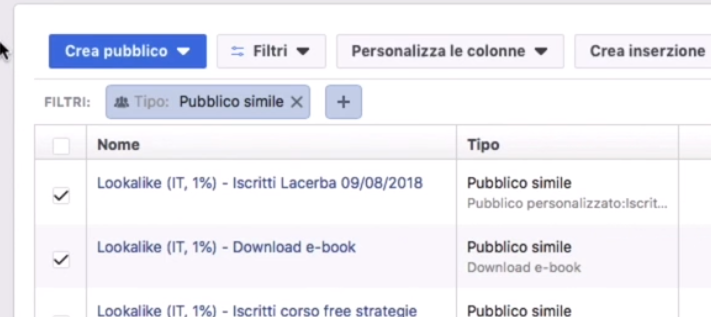 Crea pubblico Filtri Personalizza le colonne Crea inserzione
FILTRI: Tipo: Pubblico simile
Nome Tipo
Lookalike (IT, 1%) - Iscritti Lacerba 09/08/2018 Pubblico simile
Pubblico personalizzato:Iscrit...
Lookalike (IT, 1%) - Download e-book Pubblico simile
Download e-book
Lookalike (IT, 1%) - Iscritti corso free strategie Pubblico simile